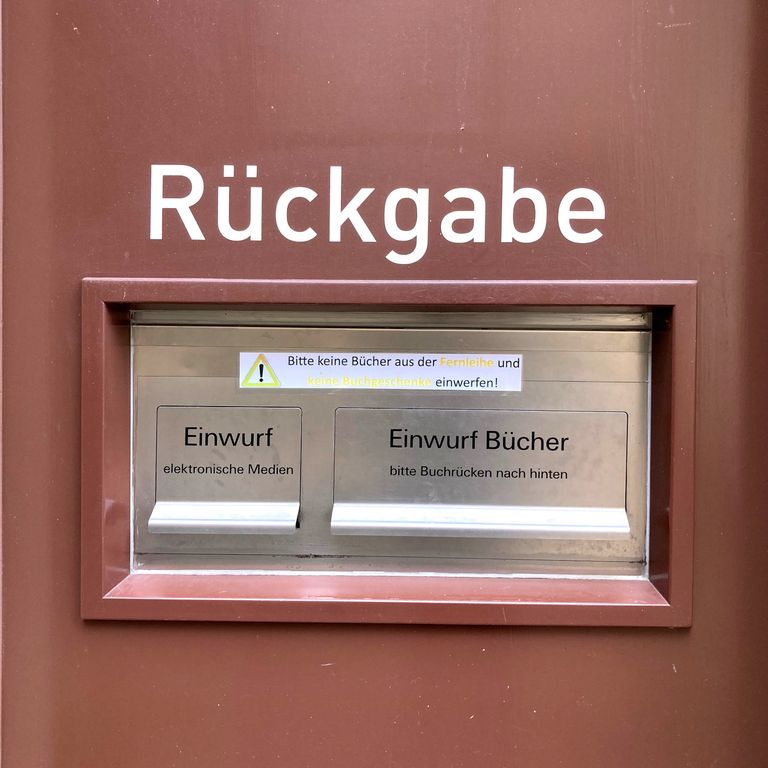 Rückgabe
Bitte keine Bücher aus der Fernleihe und
keine Buchgeschenke einwerfen!
Einwurf
elektronische Medien
Einwurf Bücher
bitte Buchrücken nach hinten